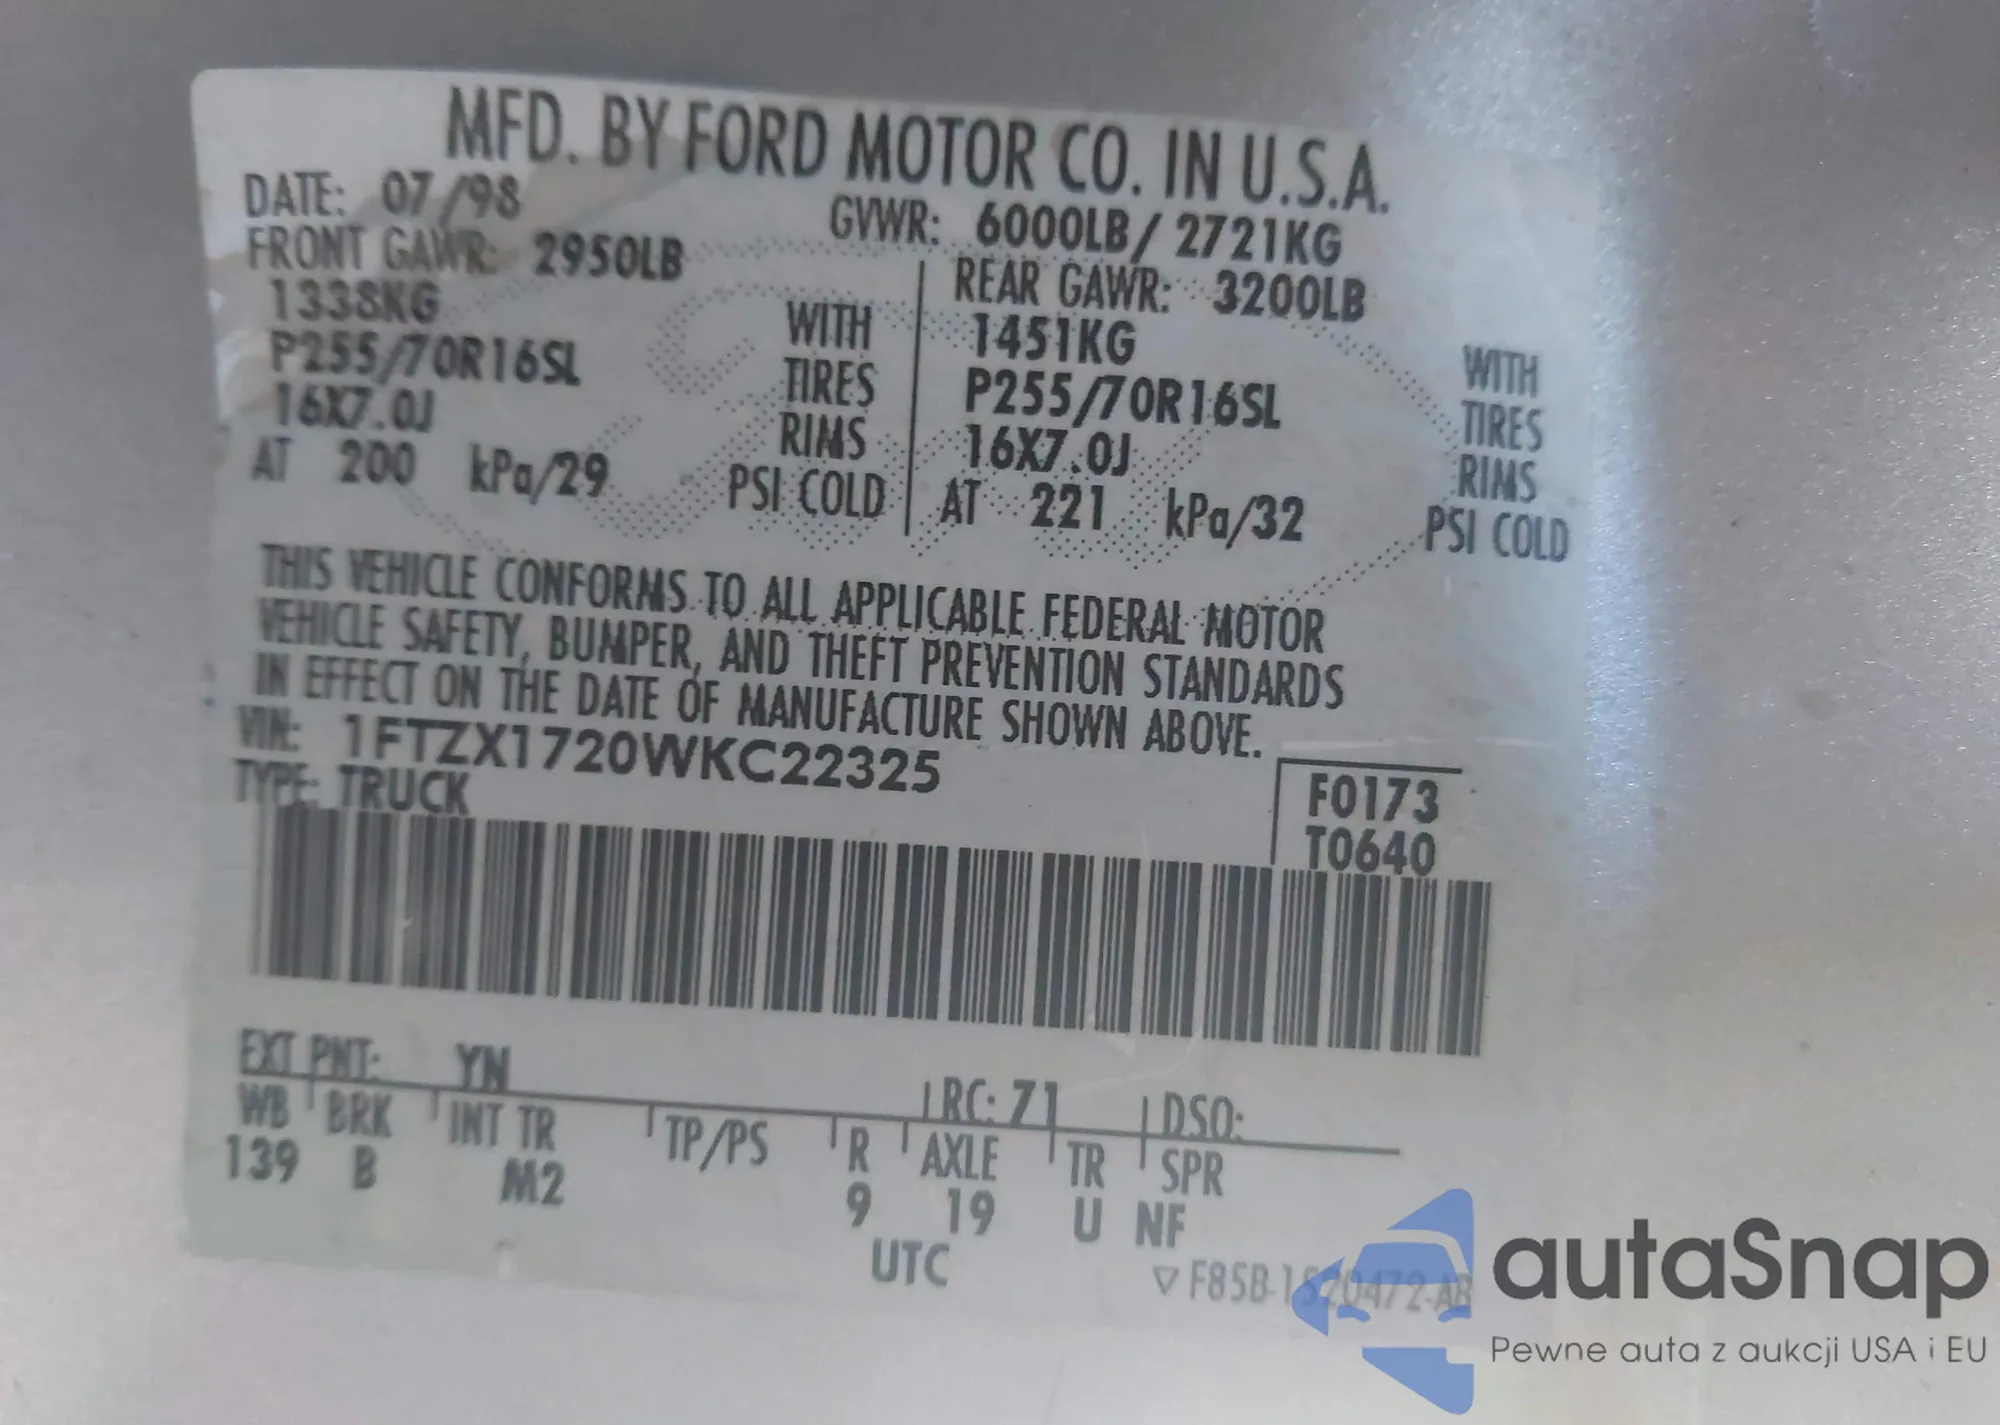 MFD. BY FORD MOTOR CO. IN U.S.A.
DATE: 07/98 GVWR: 6000LB/ 2721KG
FRONT GAWR: 2950LB REAR GAWR: 3200LB
1338KG WITH 1451KG WITH
P255/70R16SL TIRES P255/70R16SL TIRES
16X7.0J RIMS 16X7.0J RIMS
AT 200 kPa/29 PSI COLD AT 221 kPa/32 PSI COLD
THIS VEHICLE CONFORMS TO ALL APPLICABLE FEDERAL MOTOR
VEHICLE SAFETY, BUMPER, AND THEFT PREVENTION STANDARDS
IN EFFECT ON THE DATE OF MANUFACTURE SHOWN ABOVE.
VIN: 1FTZX1720WKC22325
TYPE: TRUCK
F0173
T0640
EXT PNT: YN RC: 71 DSO:
WB BRK INT TR TP/PS R AXLE TR SPR
139 B M2 9 19 U NF
UTC
autaSnap
Pewne auta z aukcji USA i EU